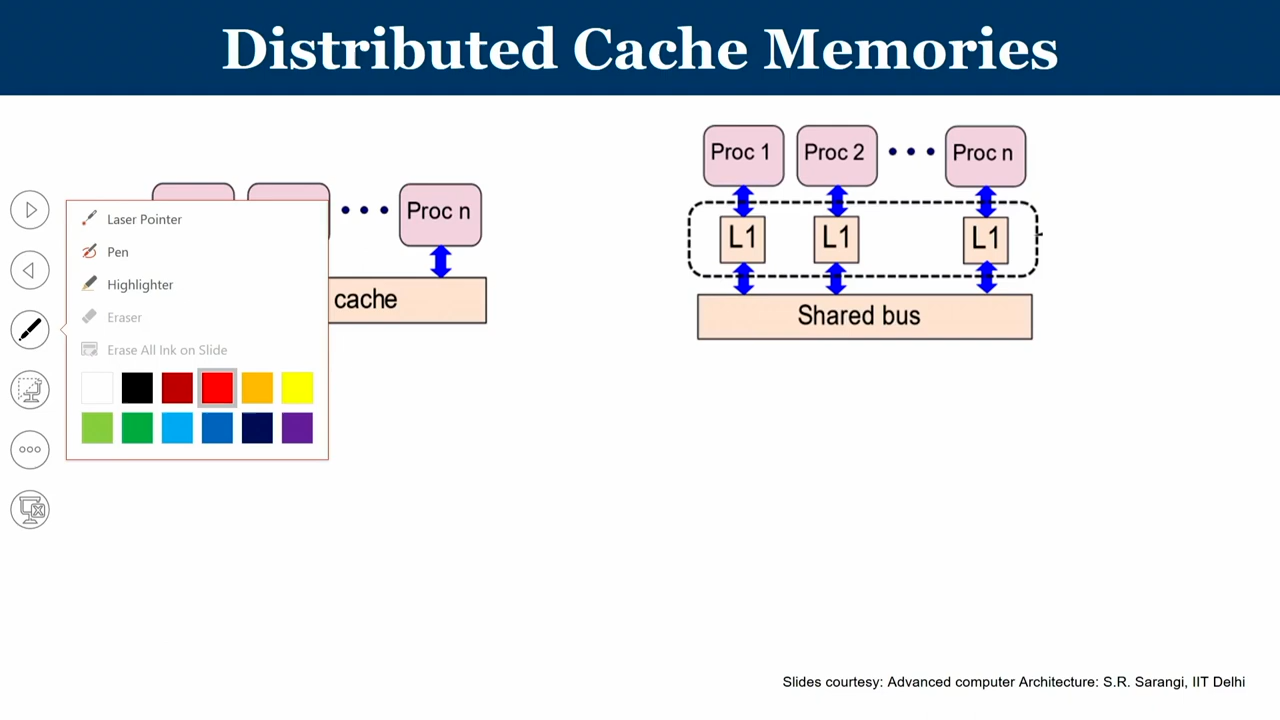 Distributed Cache Memories
Proc 1 Proc 2 Proc n
Proc n
Laser Pointer
Pen
Highlighter
Eraser
Erase All Ink on Slide
cache
L1 L1 L1
Shared bus
Slides courtesy: Advanced computer Architecture: S.R. Sarangi, IIT Delhi